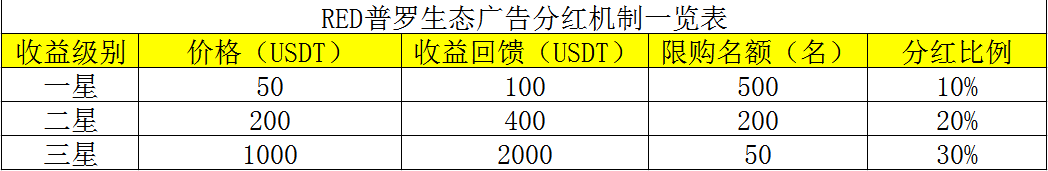 RED普罗生态广告分红机制一览表
收益级别 价格（USDT） 收益回馈（USDT） 限购名额（名） 分红比例
一星 50 100 500 10%
二星 200 400 200 20%
三星 1000 2000 50 30%